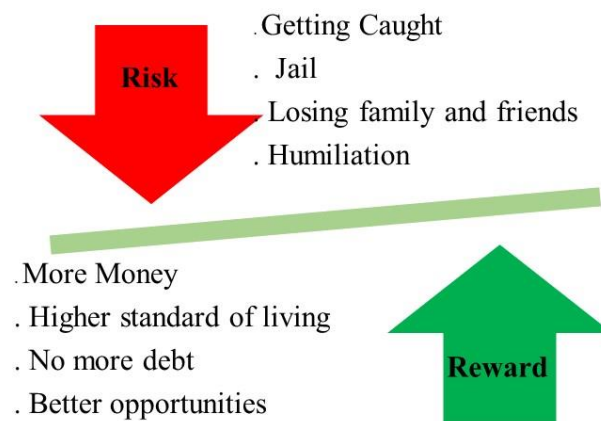 Risk
. Getting Caught
. Jail
. Losing family and friends
. Humiliation
. More Money
. Higher standard of living
. No more debt
. Better opportunities
Reward